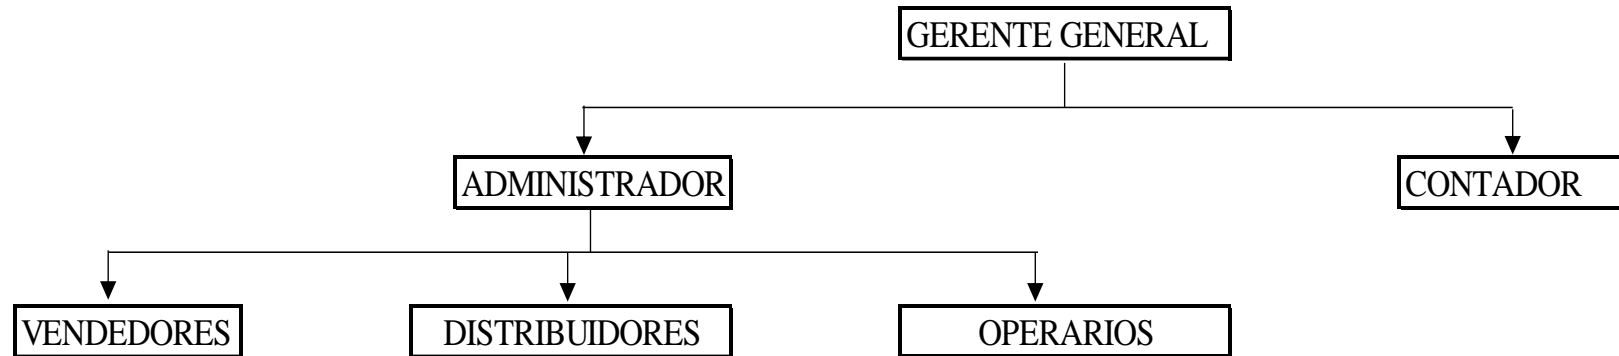 GERENTE GENERAL
ADMINISTRADOR
CONTADOR
VENDEDORES
DISTRIBUIDORES
OPERARIOS